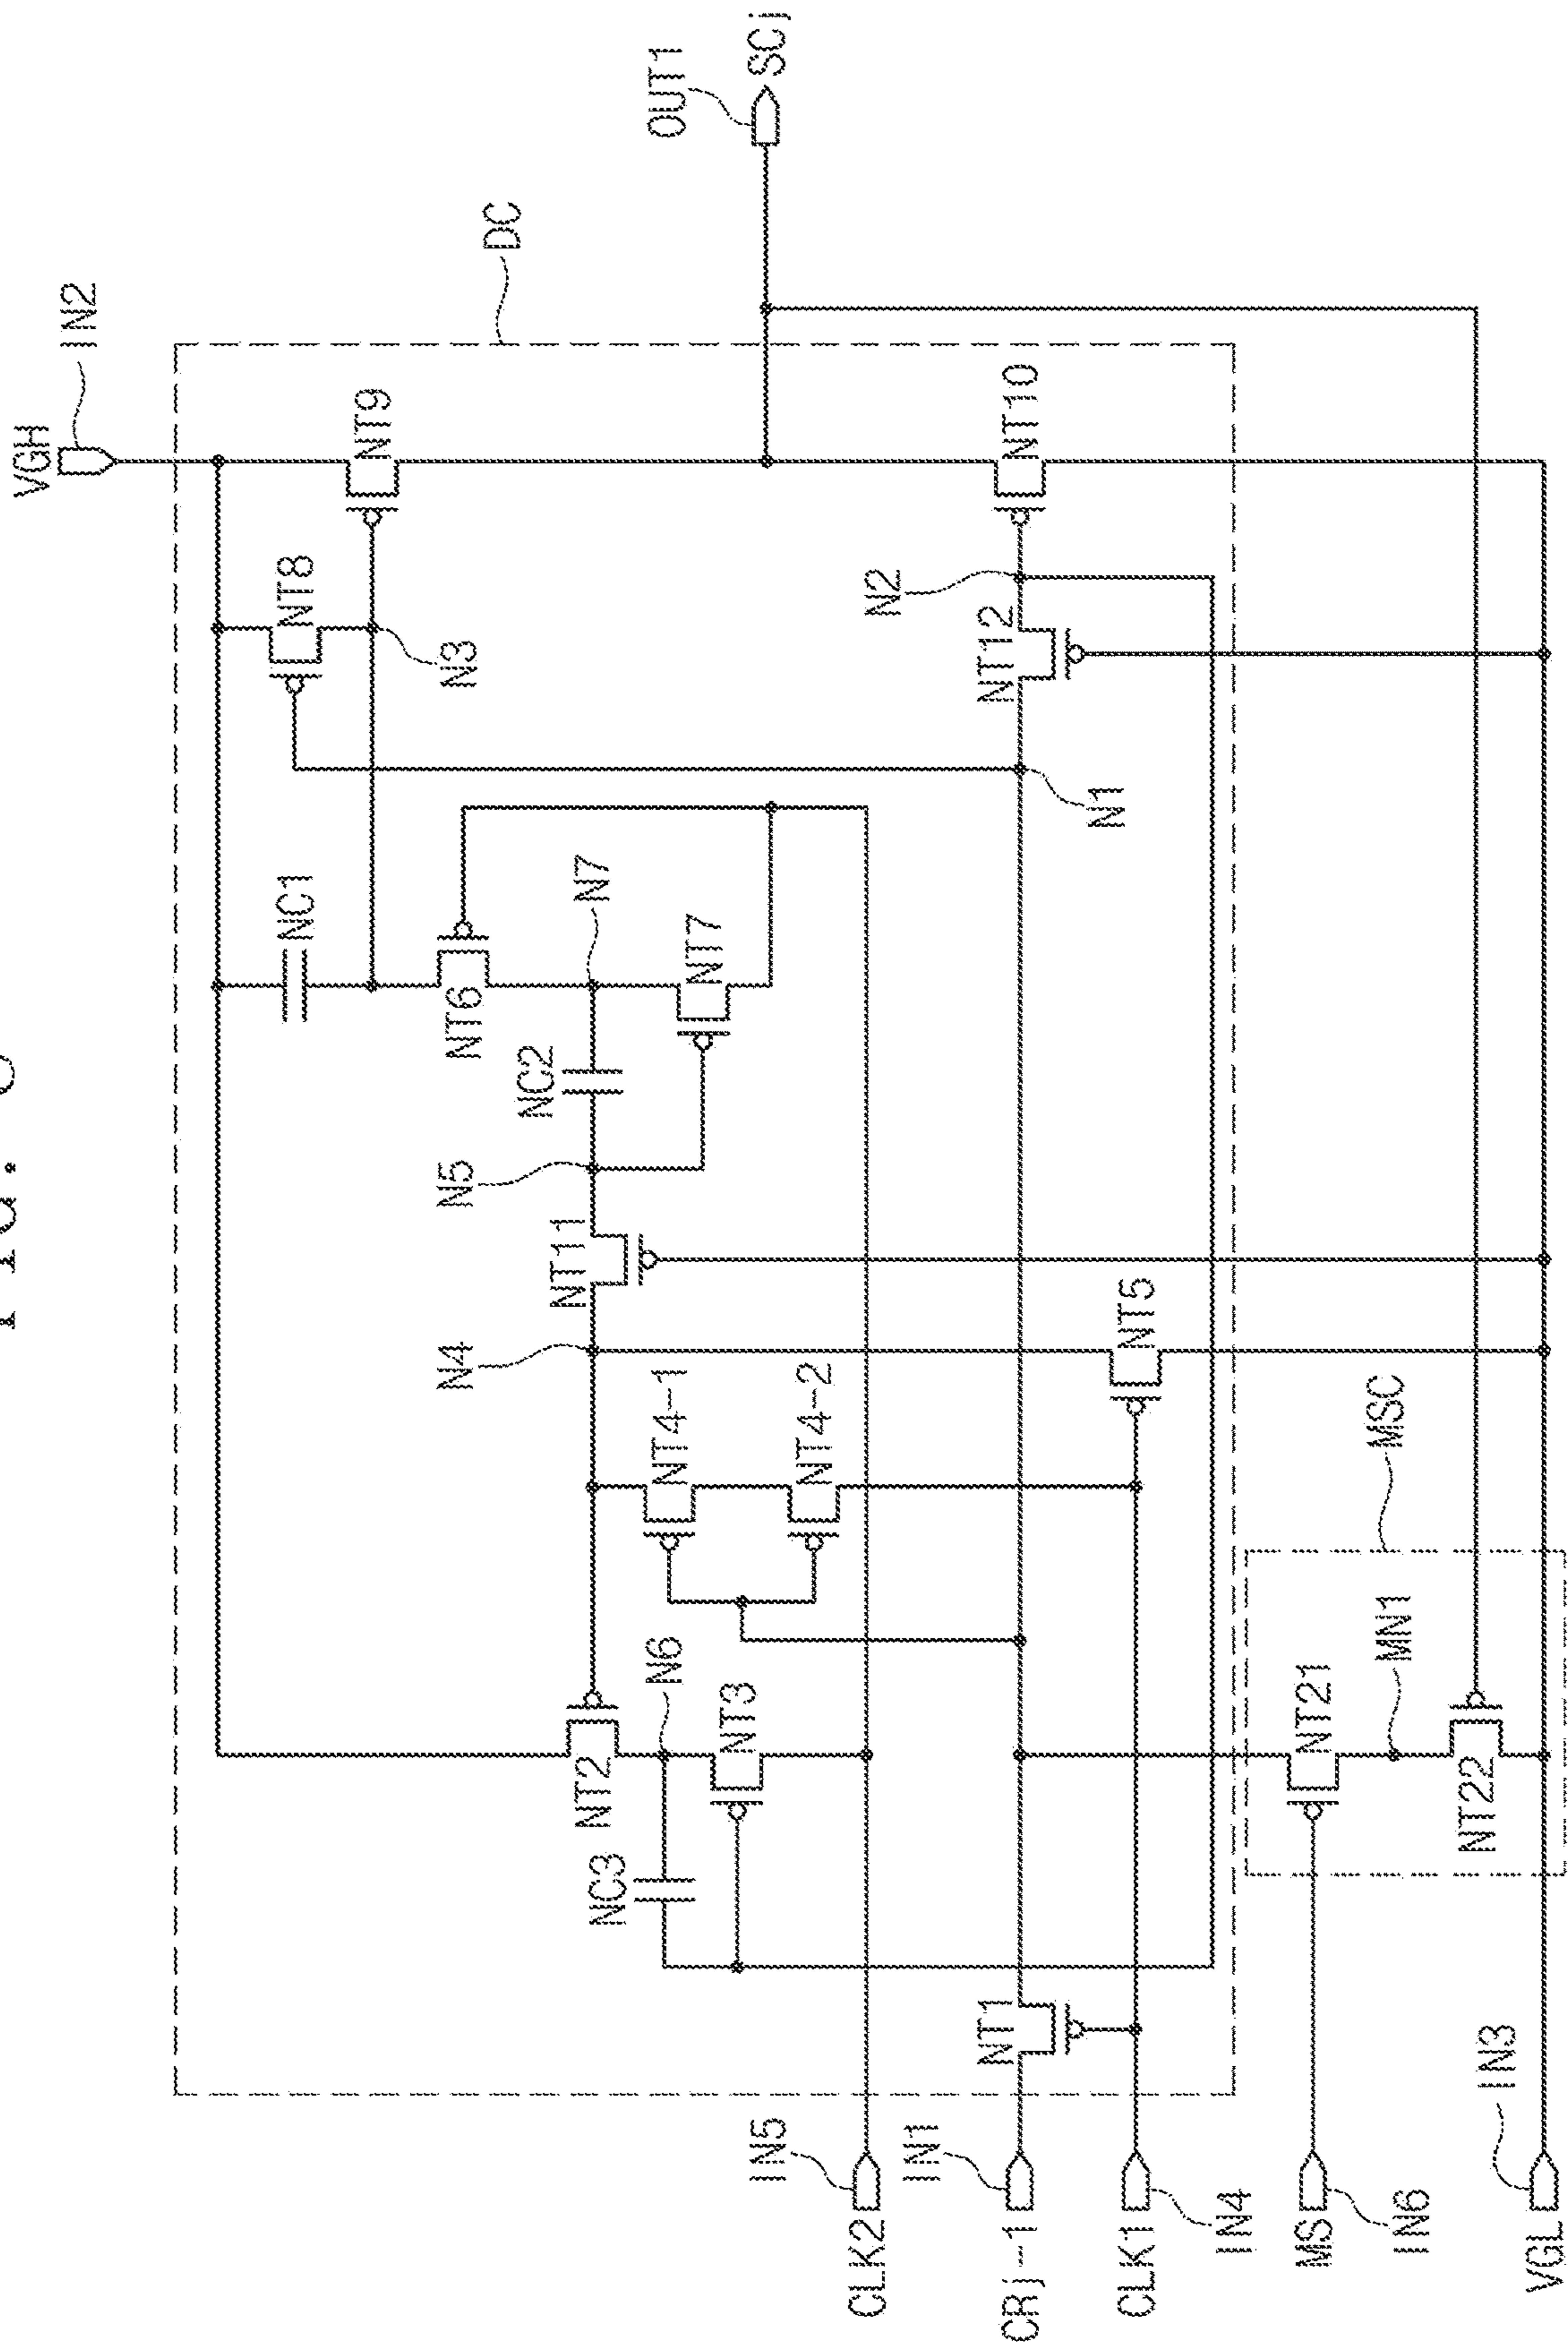 VGH
IN2
DC
OUT1
SCj
NT8
NT9
N3
NC1
NT6
N7
NC2
NT7
N5
NT11
N4
NT4-1
NT4-2
NT2
N6
NT3
NC3
N2
NT10
NT12
N1
NT5
NT1
MSC
MN1
NT21
NT22
IN5
CLK2
IN1
CRj-1
CLK1
IN4
MS
IN6
IN3
VGL